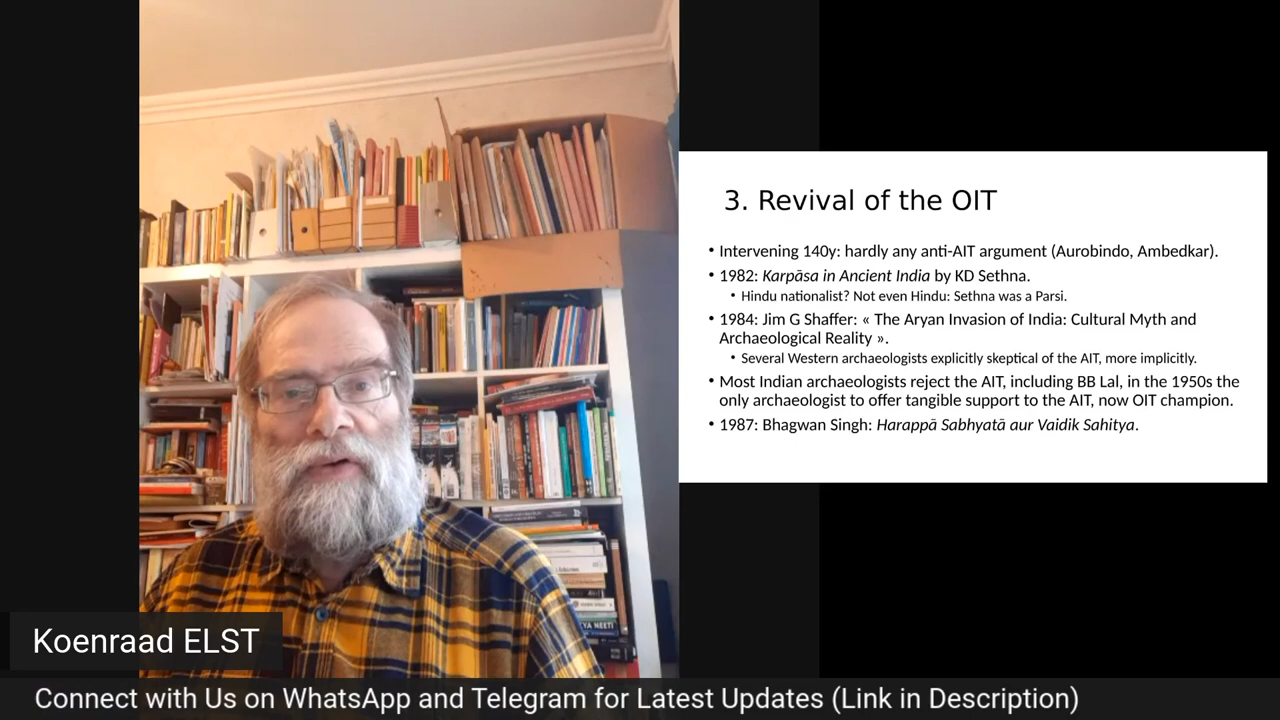 3. Revival of the OIT
• Intervening 140y: hardly any anti-AIT argument (Aurobindo, Ambedkar).
• 1982: Karpāsa in Ancient India by KD Sethna.
• Hindu nationalist? Not even Hindu: Sethna was a Parsi.
• 1984: Jim G Shaffer: « The Aryan Invasion of India: Cultural Myth and
Archaeological Reality ».
• Several Western archaeologists explicitly skeptical of the AIT, more implicitly.
• Most Indian archaeologists reject the AIT, including BB Lal, in the 1950s the
only archaeologist to offer tangible support to the AIT, now OIT champion.
• 1987: Bhagwan Singh: Harappā Sabhyatā aur Vaidik Sahitya.
Koenraad ELST
Connect with Us on WhatsApp and Telegram for Latest Updates (Link in Description)